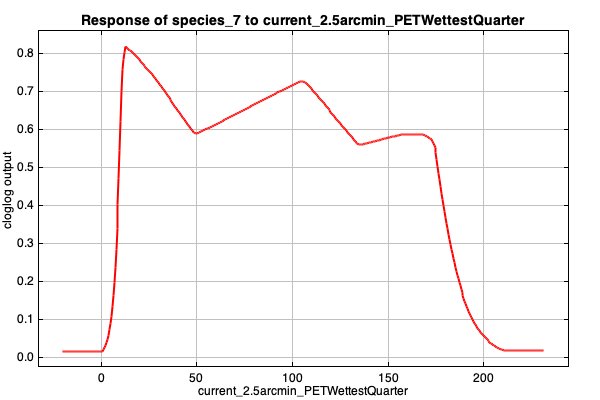 Response of species_7 to current_2.5arcmin_PETWettestQuarter
cloglog output
0.8
0.7
0.6
0.5
0.4
0.3
0.2
0.1
0.0
0 50 100 150 200
current_2.5arcmin_PETWettestQuarter